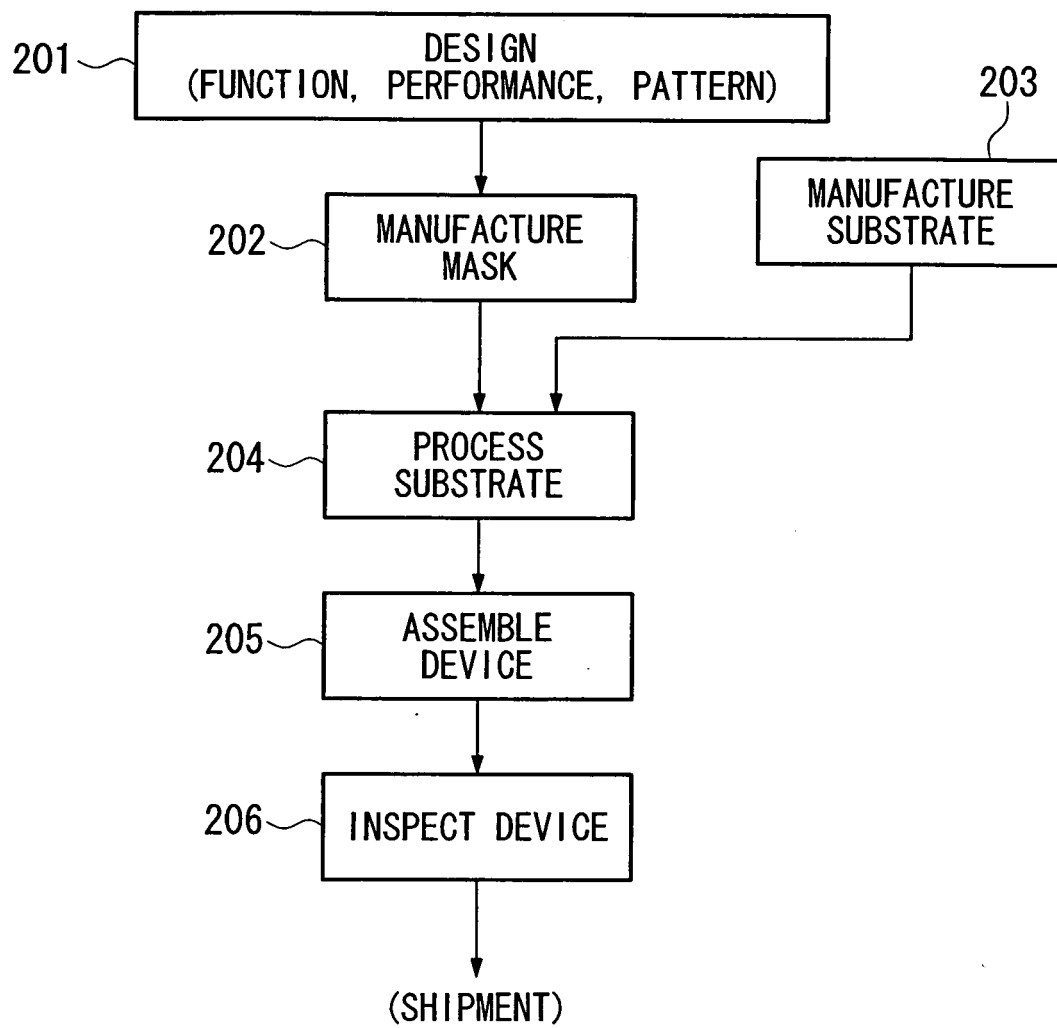 201
DESIGN
(FUNCTION, PERFORMANCE, PATTERN)
203
MANUFACTURE
SUBSTRATE
202
MANUFACTURE
MASK
204
PROCESS
SUBSTRATE
205
ASSEMBLE
DEVICE
206
INSPECT DEVICE
(SHIPMENT)